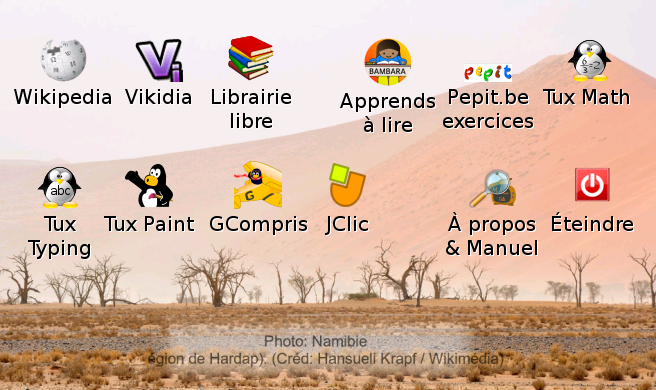 Wikipedia
Vikidia
Librairie
libre
BAMBARA
Apprends
à lire
pepit
Pepit.be
exercices
Tux Math
abc
Tux
Typing
Tux Paint
G
GCompris
JClic
À propos
& Manuel
Éteindre
Photo: Namibie
égion de Hardap). (Créd: Hansueli Krapf / Wikimedia)